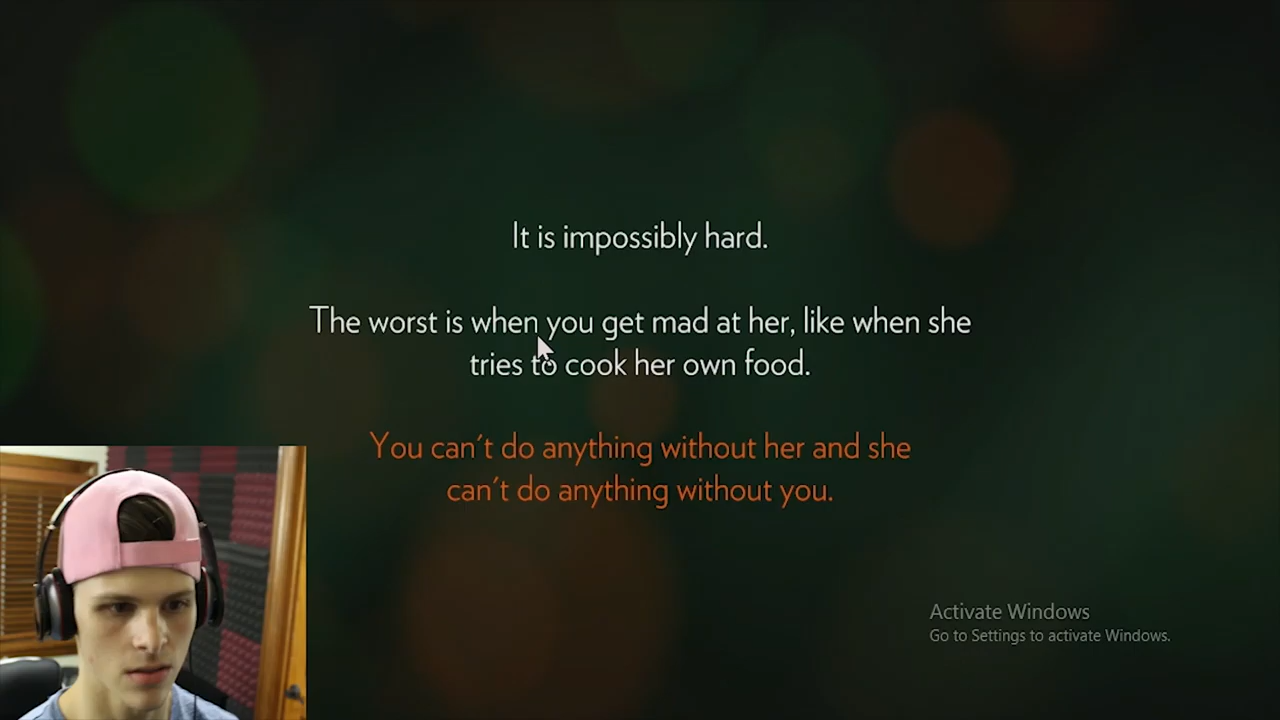 It is impossibly hard.
The worst is when you get mad at her, like when she
tries to cook her own food.
You can't do anything without her and she
can't do anything without you.
Activate Windows
Go to Settings to activate Windows.